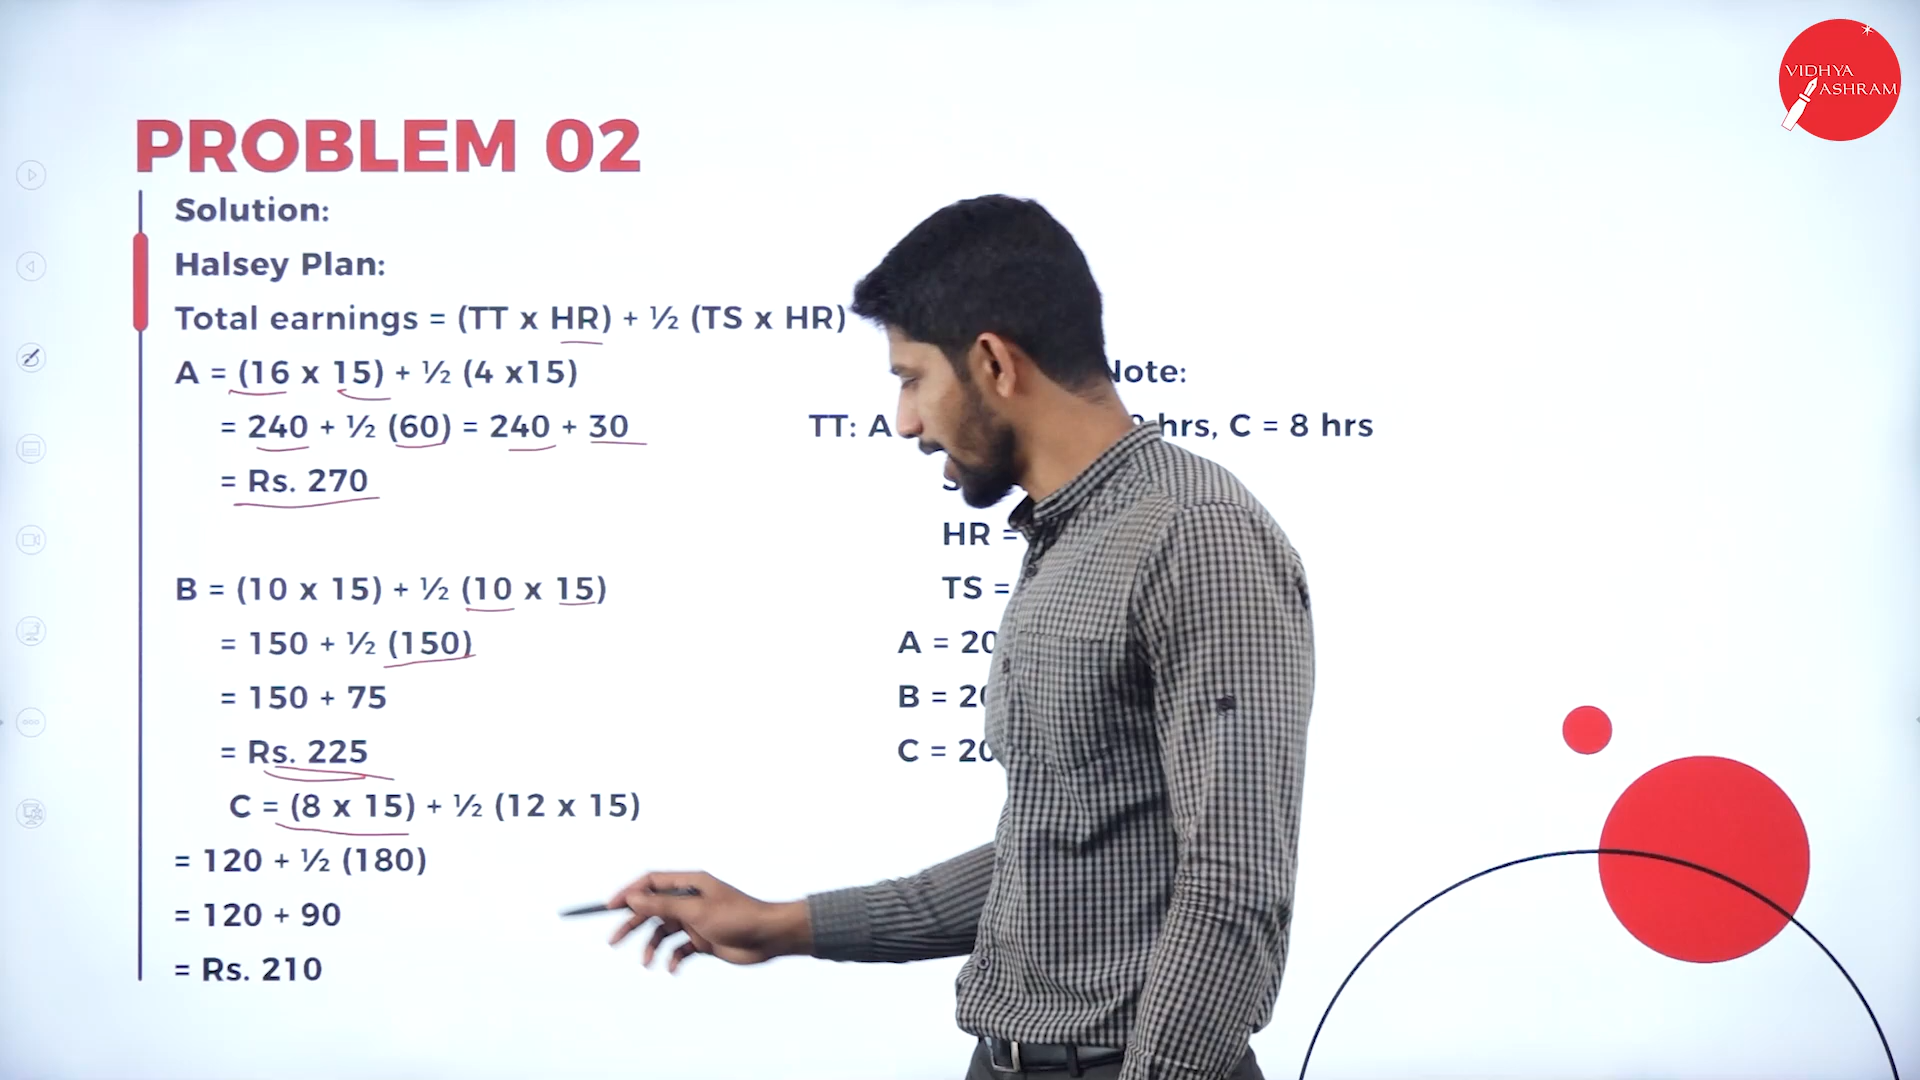 VIDHYA
ASHRAM
PROBLEM 02
Solution:
Halsey Plan:
Total earnings = (TT x HR) + ½ (TS x HR)
A = (16 x 15) + ½ (4 x15)
= 240 + ½ (60) = 240 + 30
= Rs. 270
B = (10 x 15) + ½ (10 x 15)
= 150 + ½ (150)
= 150 + 75
= Rs. 225
C = (8 x 15) + ½ (12 x 15)
= 120 + ½ (180)
= 120 + 90
= Rs. 210
Note:
TT: A hrs, C = 8 hrs
HR =
TS =
A = 20
B = 20
C = 20